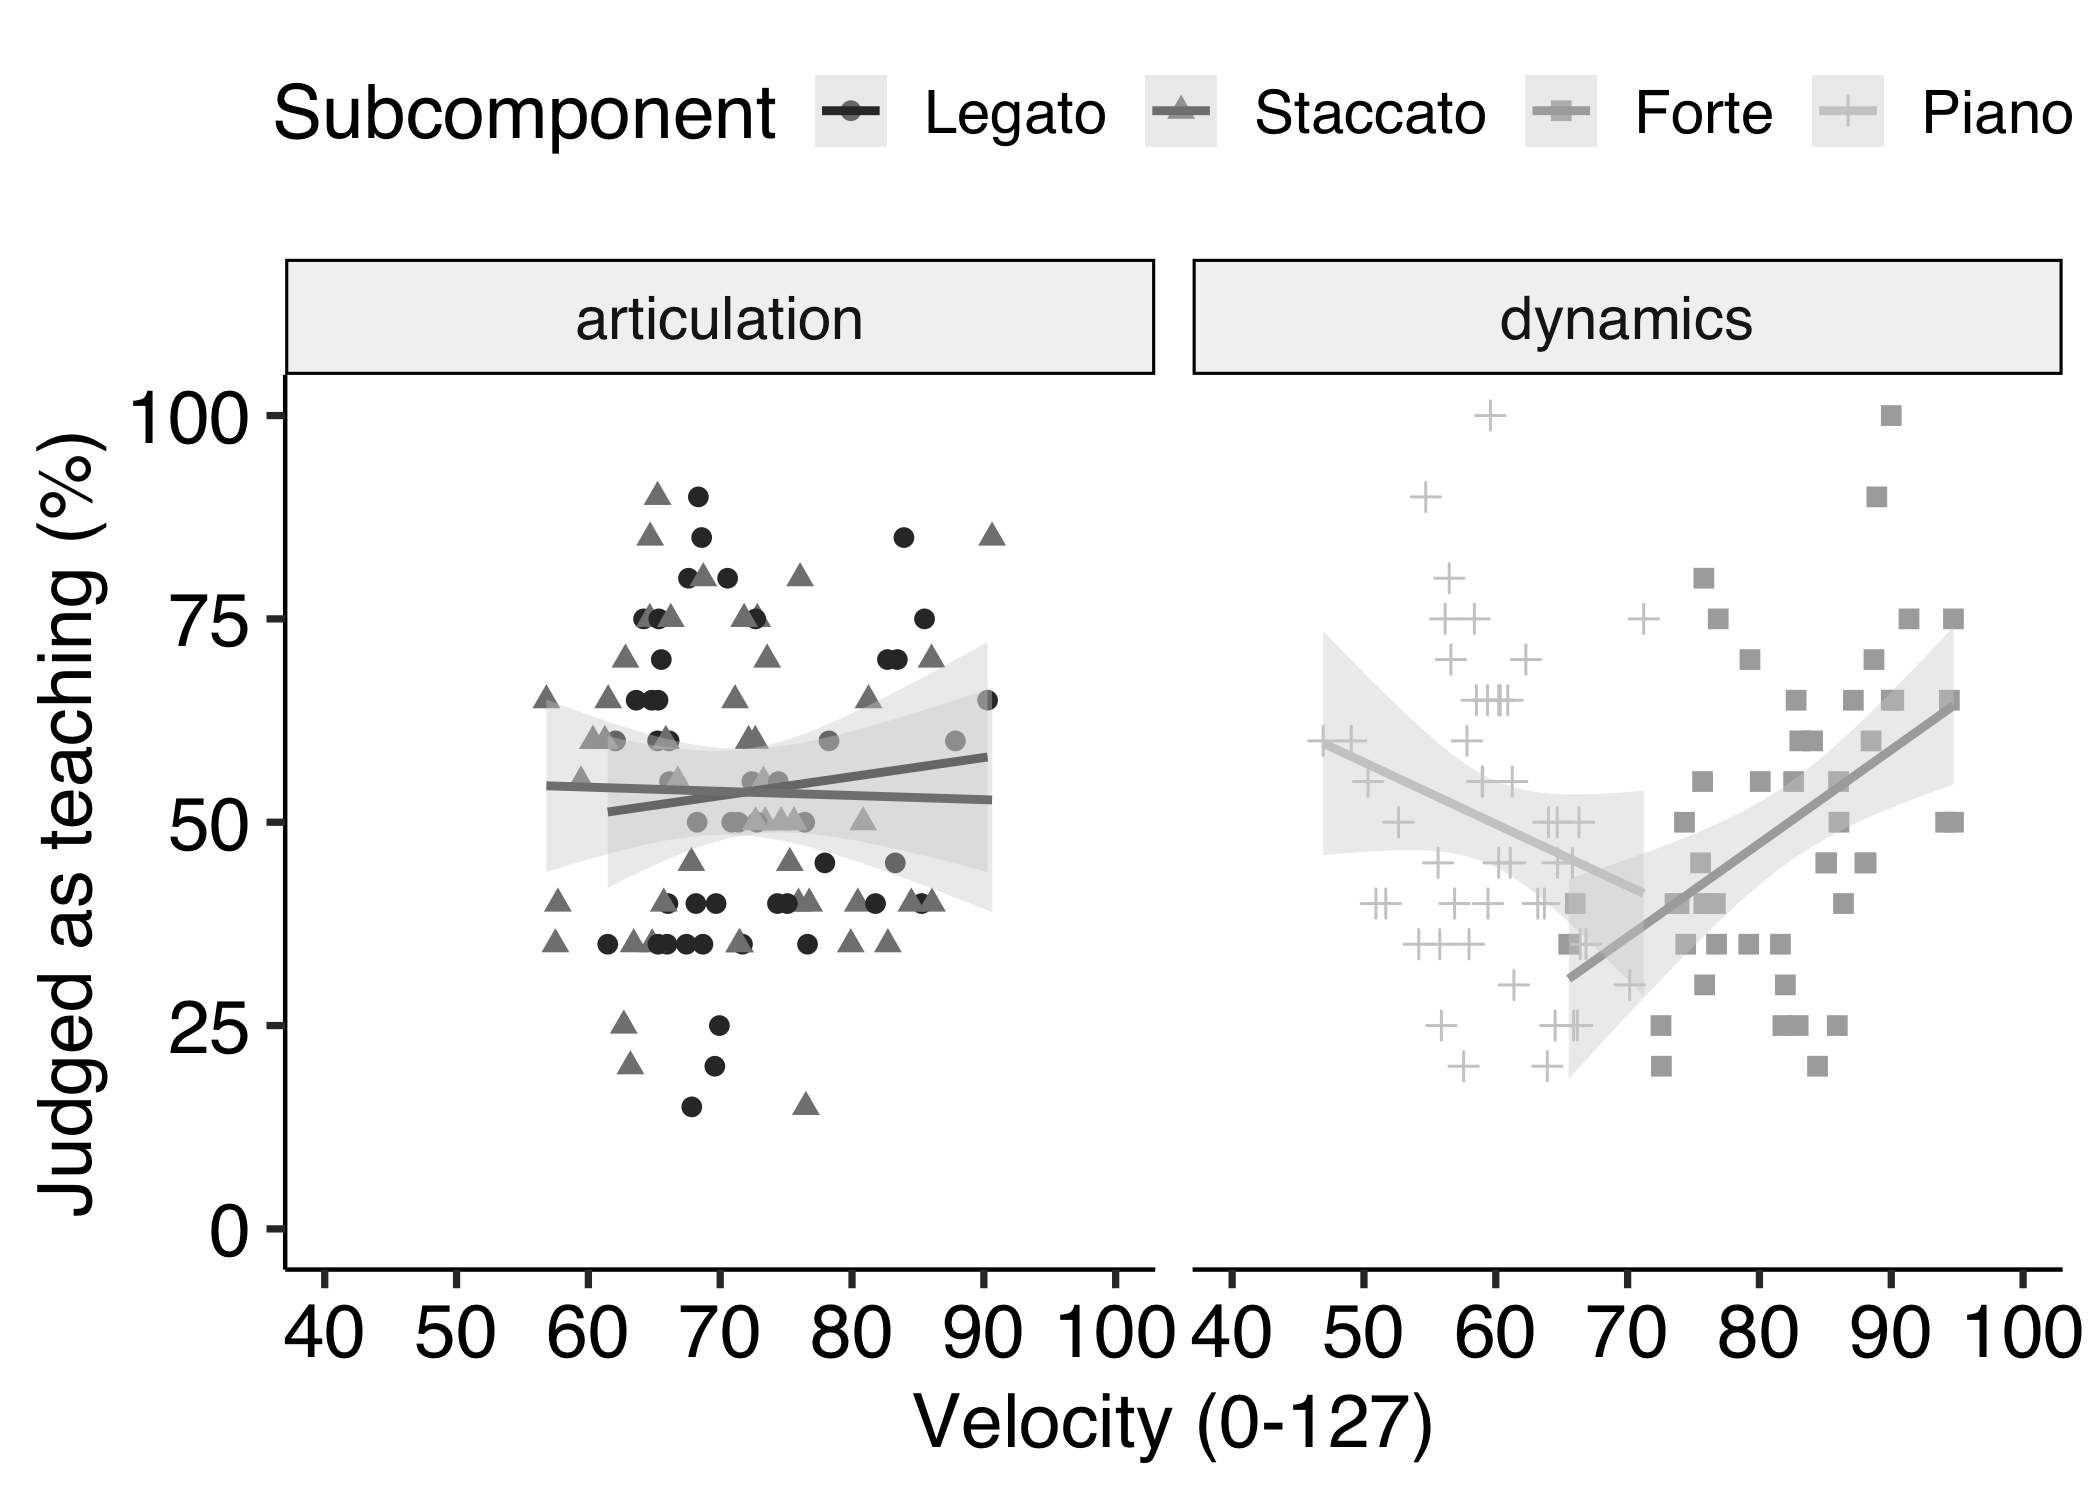 Subcomponent Legato Staccato Forte Piano
articulation dynamics
100
75
50
25
0
Judged as teaching (%)
40 50 60 70 80 90 100 40 50 60 70 80 90 100
Velocity (0-127)